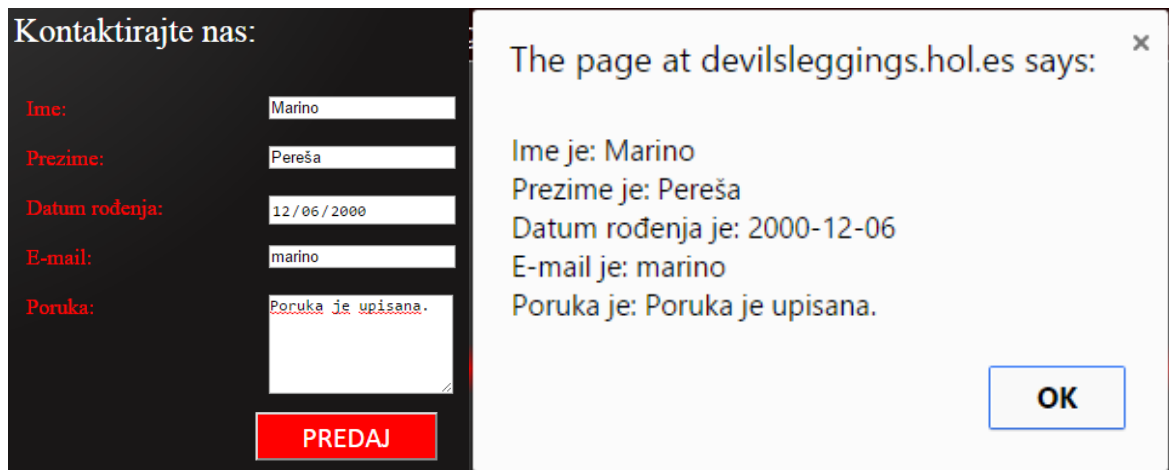 Kontaktirajte nas:
Ime:
Marino
Prezime:
Pereša
Datum rođenja:
12/06/2000
E-mail:
marino
Poruka:
Poruka je upisana.
PREDAJ
The page at devilsleggings.hol.es says:
×
Ime je: Marino
Prezime je: Pereša
Datum rođenja je: 2000-12-06
E-mail je: marino
Poruka je: Poruka je upisana.
OK